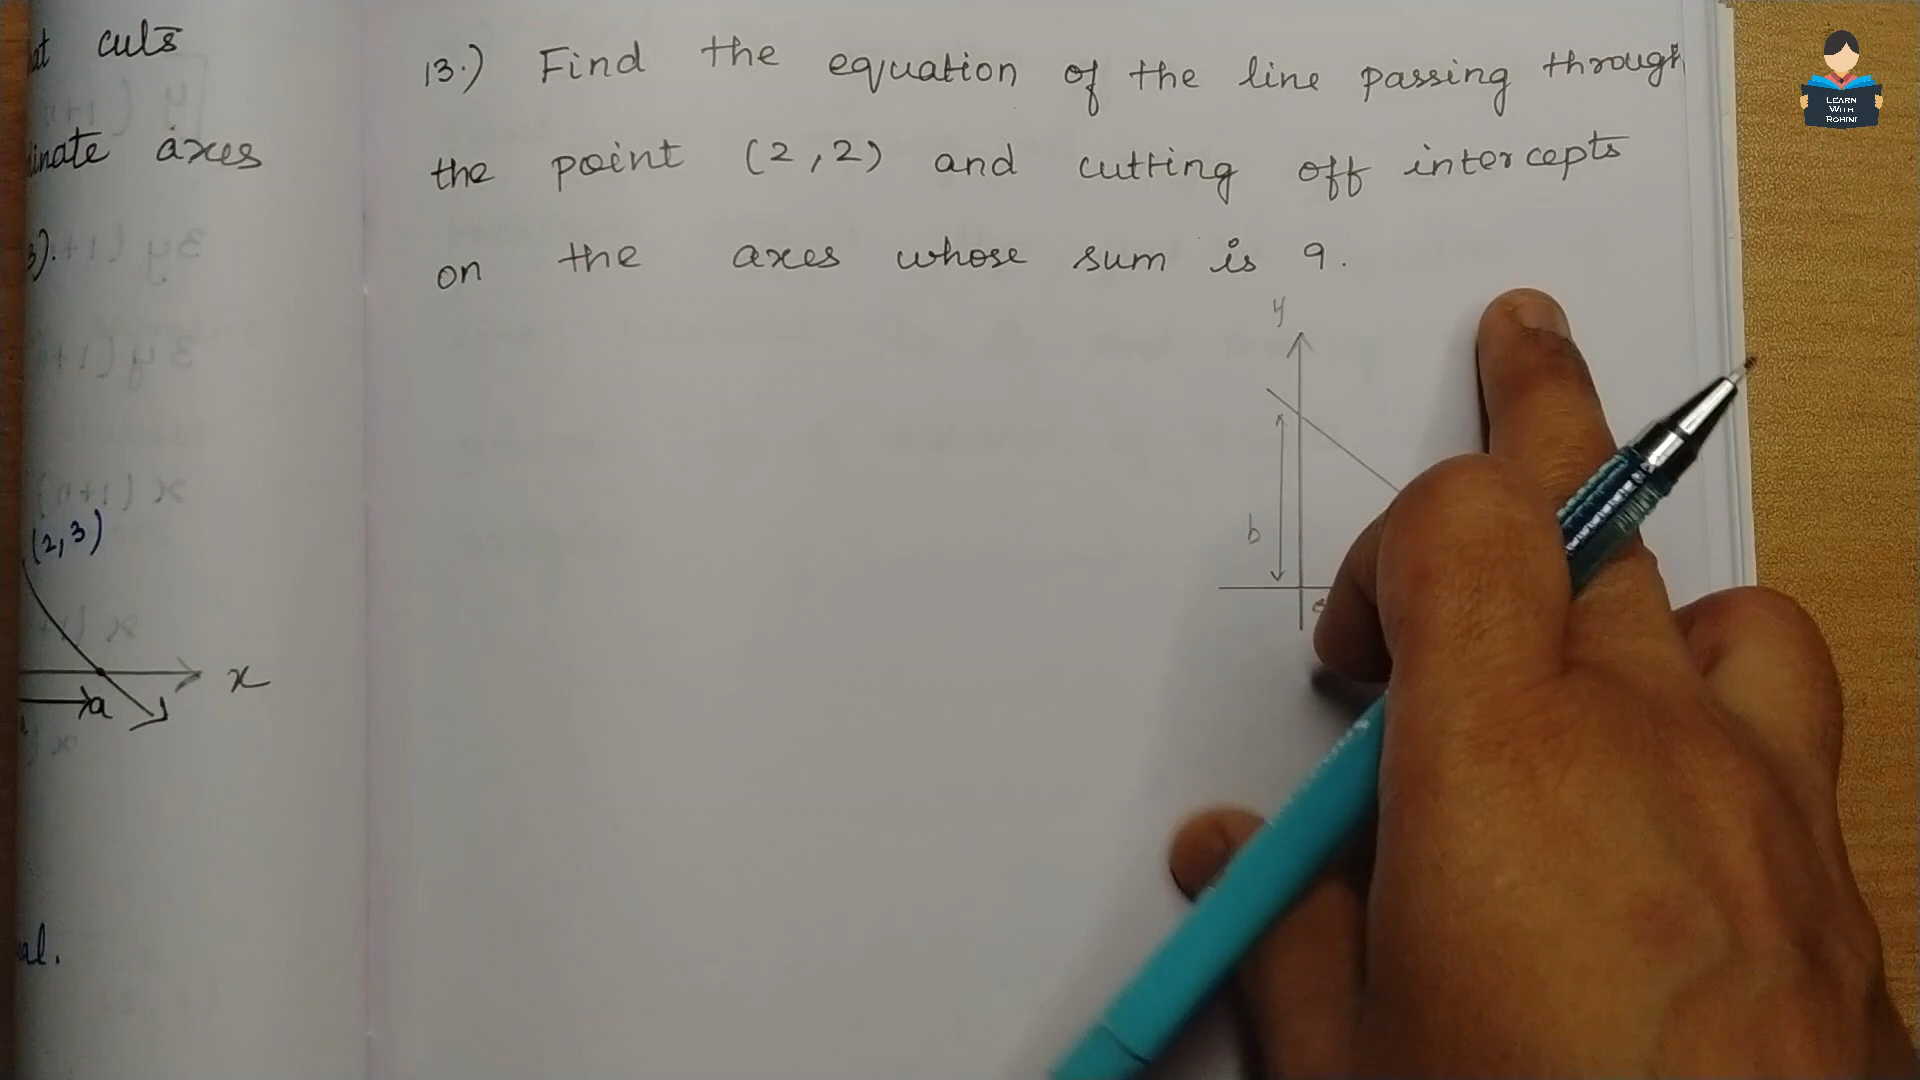 cuts
axes
(2,3)
x
a
13.) Find the equation of the line passing through
the point (2,2) and cutting off intercepts
on the axes whose sum is 9.
y
b
LEARN
WITH
ROHINI